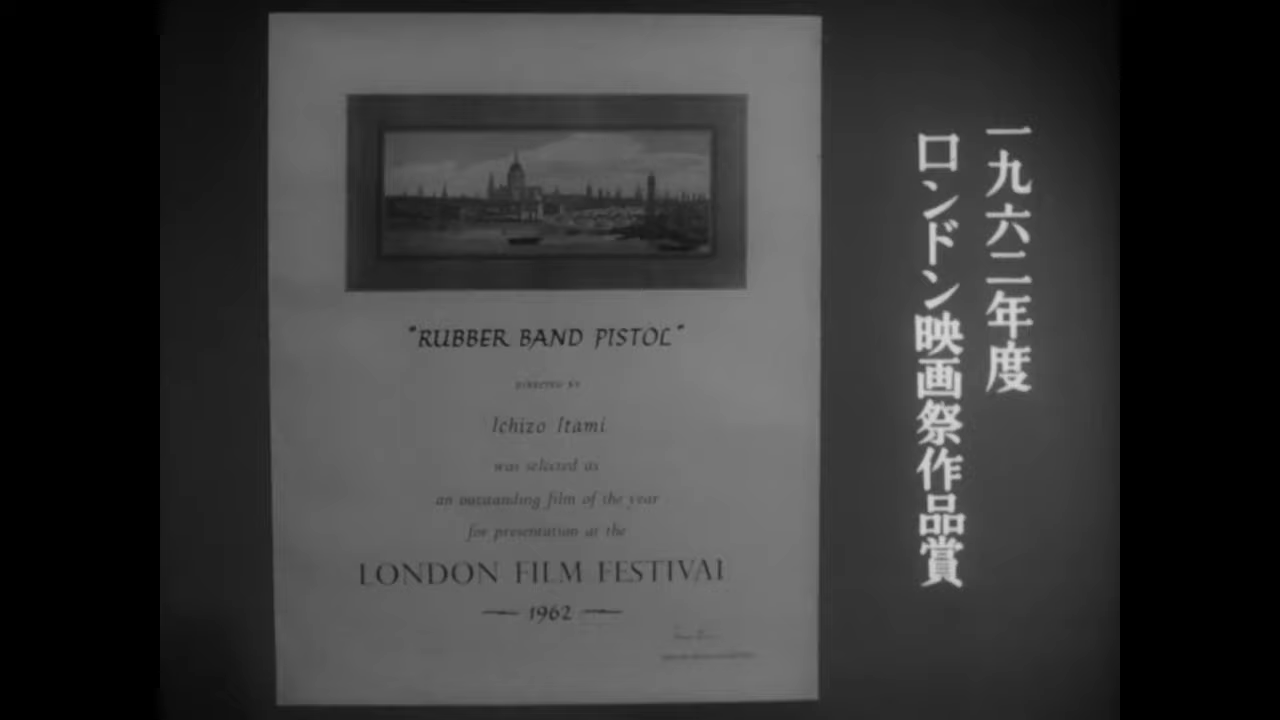 一九六二年度
ロンドン映画祭作品賞
"RUBBER BAND PISTOL"
Ichizo Itami
was selected as
an outstanding film of the year
for presentation at the
LONDON FILM FESTIVAL
1962